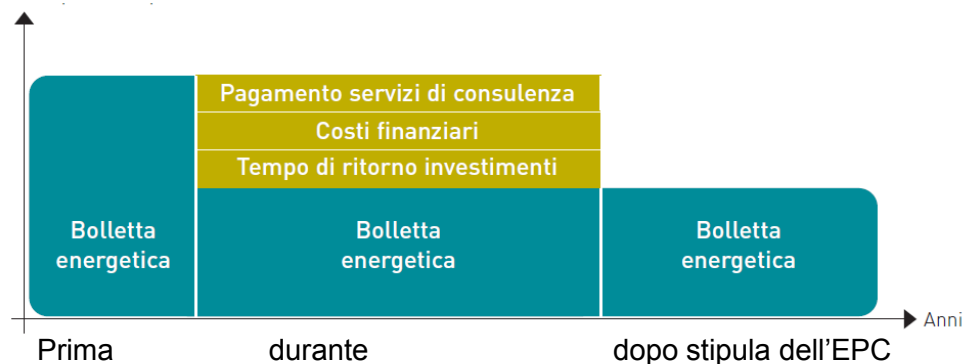 Pagamento servizi di consulenza
Costi finanziari
Tempo di ritorno investimenti
Bolletta
energetica
Bolletta
energetica
Bolletta
energetica
Anni
Prima
durante
dopo stipula dell'EPC